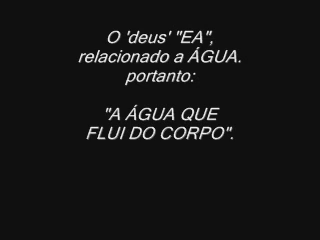 O 'deus' "EA",
relacionado a ÁGUA.
portanto:
"A ÁGUA QUE
FLUI DO CORPO".